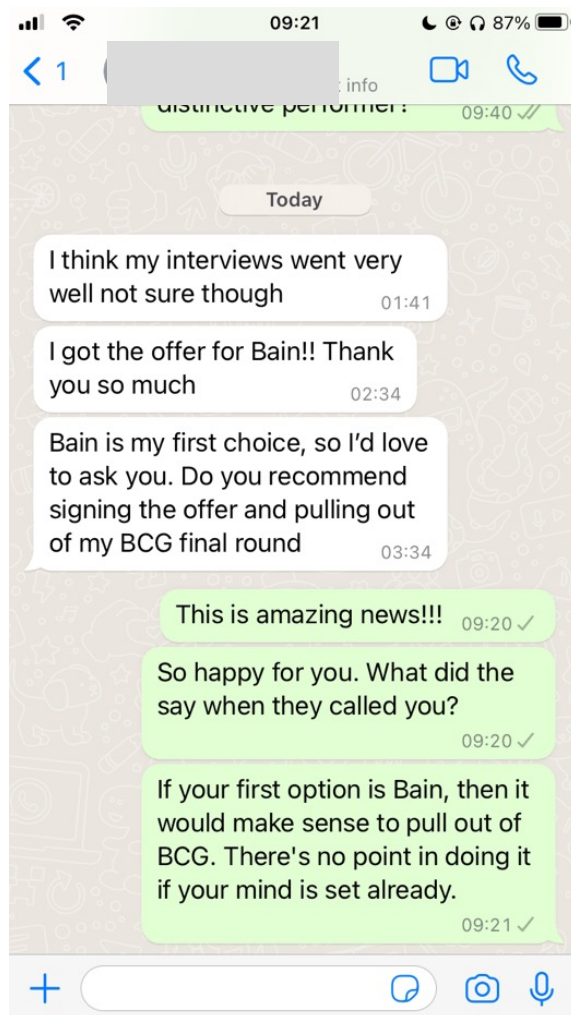 09:21
87%
1
info
distinctive performer!
09:40
Today
I think my interviews went very
well not sure though
01:41
I got the offer for Bain!! Thank
you so much
02:34
Bain is my first choice, so I’d love
to ask you. Do you recommend
signing the offer and pulling out
of my BCG final round
03:34
This is amazing news!!!
09:20
So happy for you. What did the
say when they called you?
09:20
If your first option is Bain, then it
would make sense to pull out of
BCG. There's no point in doing it
if your mind is set already.
09:21